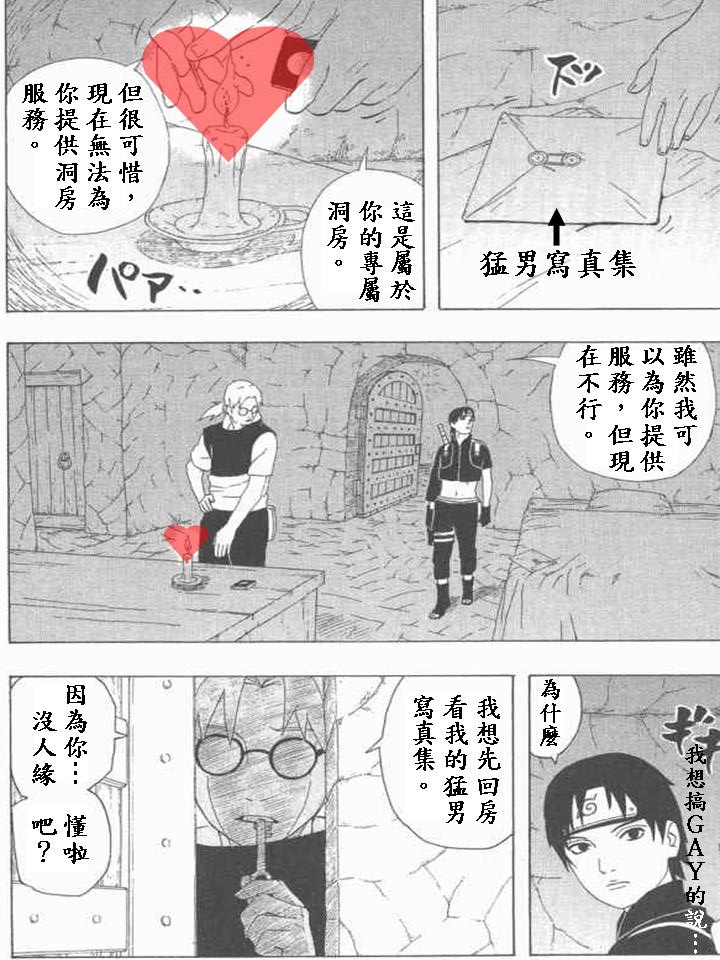 ズッ
猛男寫真集
這是屬於
你的專屬
洞房。
但很可惜，
現在無法為
你提供洞房
服務。
パァ··
雖然我可
以為你提供
服務，但現
在不行。
為什麼
ギィ
我想搞GAY的說…
我想先回房
看我的猛男
寫真集。
因為你…
沒人緣
懂啦
吧？